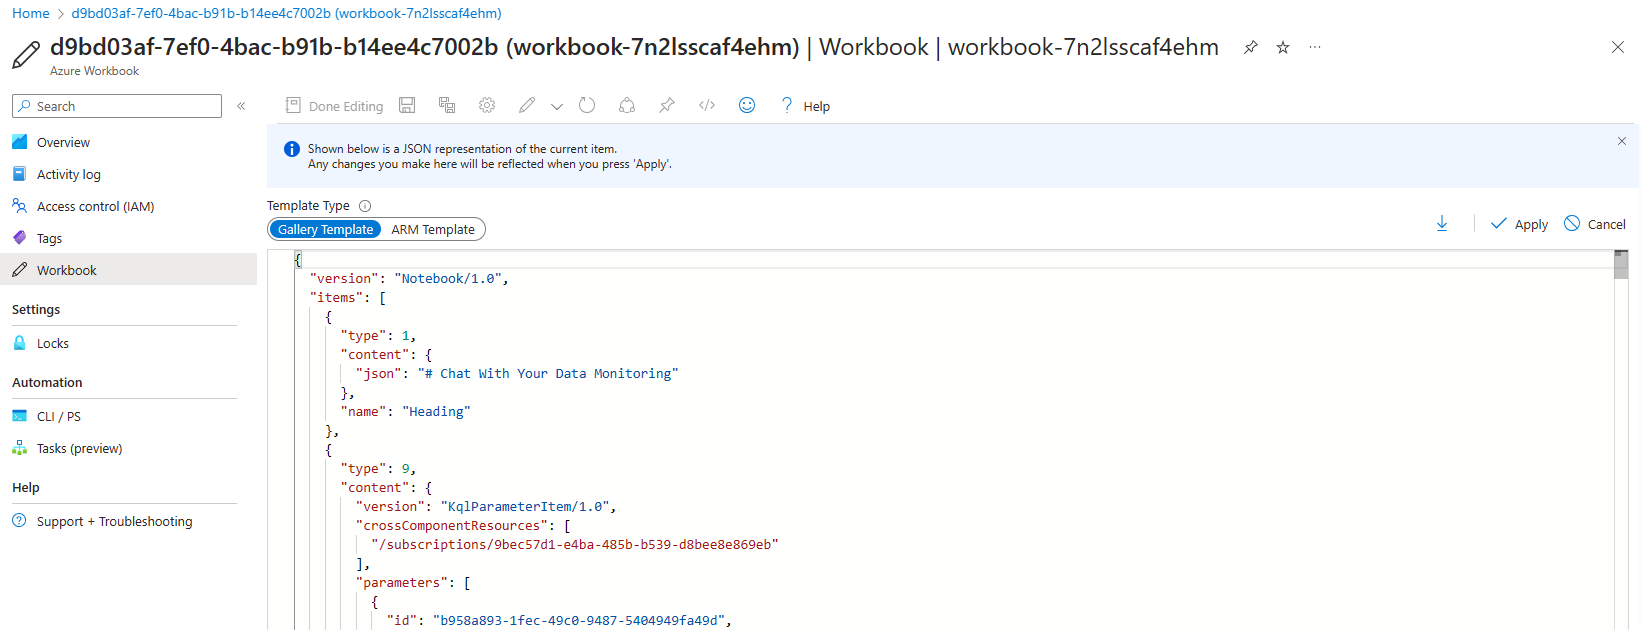 Home > d9bd03af-7ef0-4bac-b91b-b14ee4c7002b (workbook-7n2lsscaf4ehm)
d9bd03af-7ef0-4bac-b91b-b14ee4c7002b (workbook-7n2lsscaf4ehm) | Workbook | workbook-7n2lsscaf4ehm
Azure Workbook
Search
Overview
Activity log
Access control (IAM)
Tags
Workbook
Settings
Locks
Automation
CLI / PS
Tasks (preview)
Help
Support + Troubleshooting
Done Editing
Help
Shown below is a JSON representation of the current item.
Any changes you make here will be reflected when you press 'Apply'.
Template Type
Gallery Template ARM Template
Apply Cancel
{
"version": "Notebook/1.0",
"items": [
{
"type": 1,
"content": {
"json": "# Chat With Your Data Monitoring"
},
"name": "Heading"
},
{
"type": 9,
"content": {
"version": "KqlParameterItem/1.0",
"crossComponentResources": [
"/subscriptions/9bec57d1-e4ba-485b-b539-d8bee8e869eb"
],
"parameters": [
{
"id": "b958a893-1fec-49c0-9487-5404949fa49d",